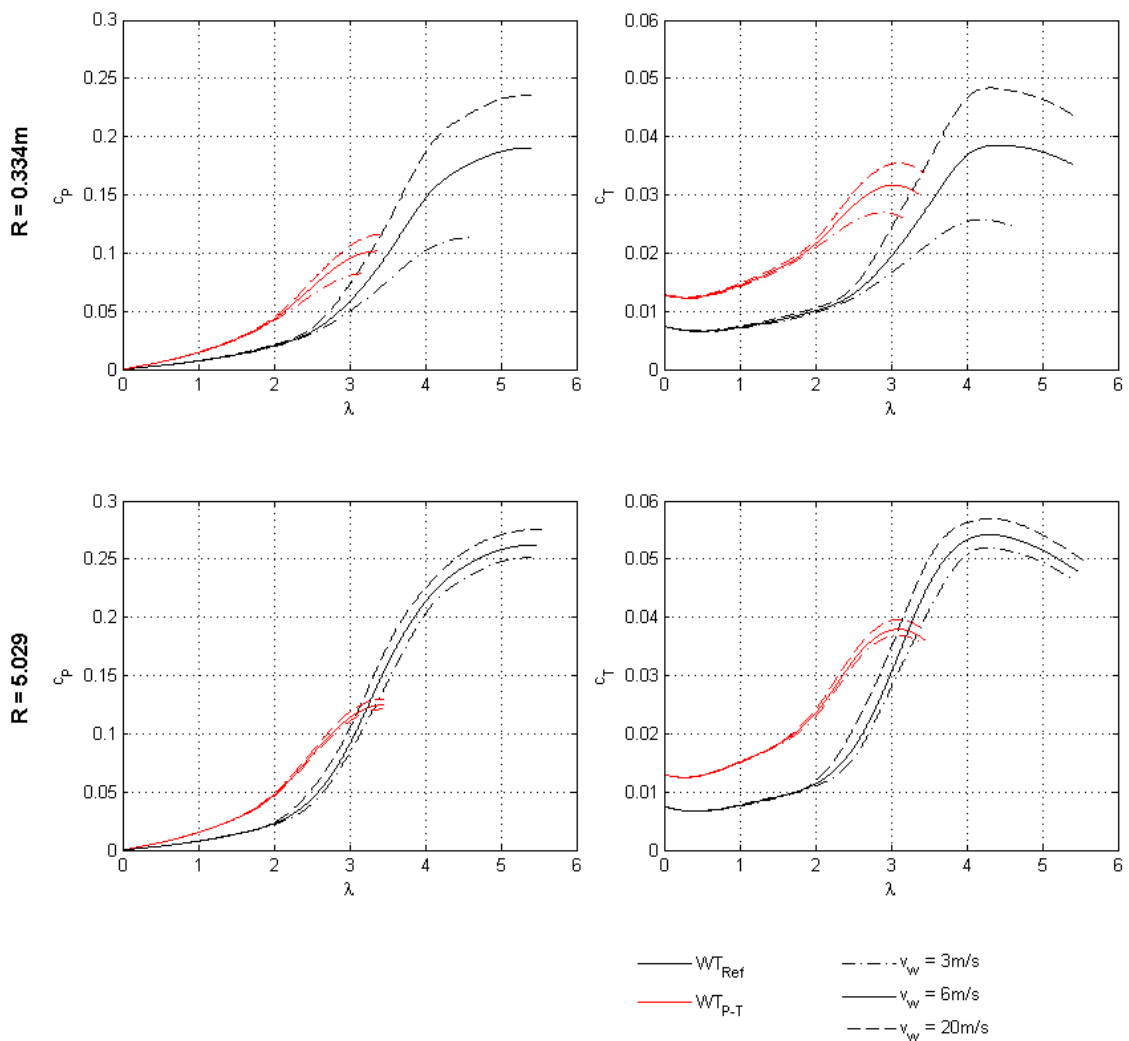 0.3
0.25
0.2
0.15
0.1
0.05
0
c_P
0 1 2 3 4 5 6
λ
R = 0.334m
0.06
0.05
0.04
0.03
0.02
0.01
0
c_T
0 1 2 3 4 5 6
λ
0.3
0.25
0.2
0.15
0.1
0.05
0
c_P
0 1 2 3 4 5 6
λ
R = 5.029
0.06
0.05
0.04
0.03
0.02
0.01
0
c_T
0 1 2 3 4 5 6
λ
WT_Ref
WT_P-T
v_w = 3m/s
v_w = 6m/s
v_w = 20m/s